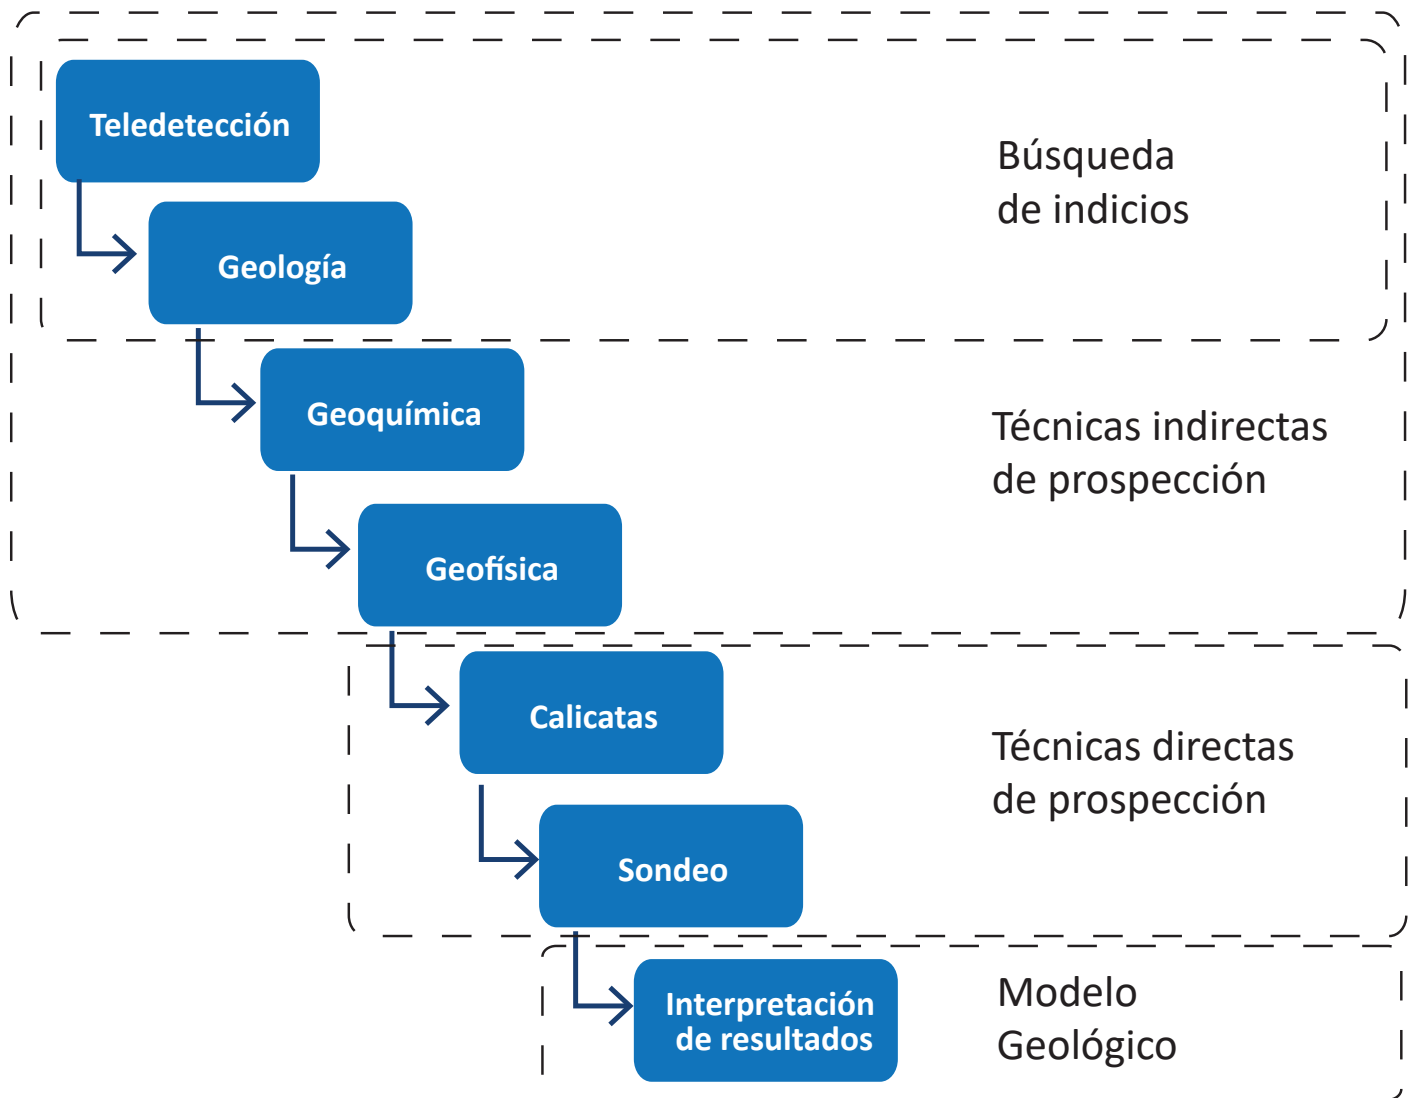 Teledetección
Búsqueda
de indicios
Geología
Geoquímica
Técnicas indirectas
de prospección
Geofísica
Calicatas
Técnicas directas
de prospección
Sondeo
Interpretación
de resultados
Modelo
Geológico